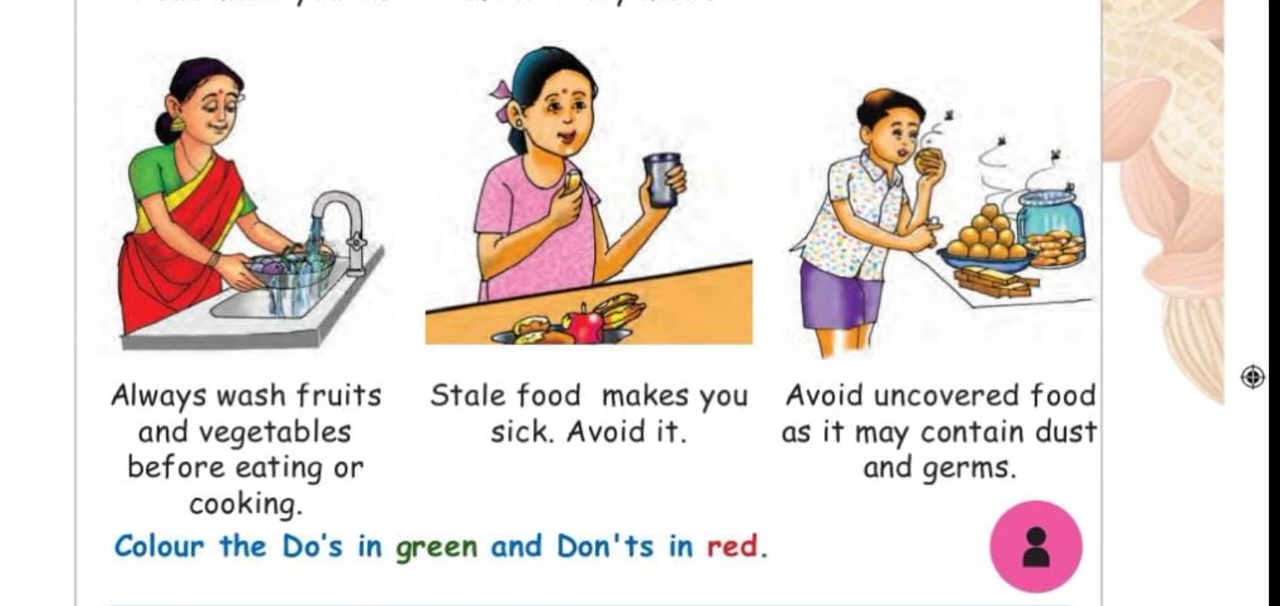 Always wash fruits
and vegetables
before eating or
cooking.
Stale food makes you
sick. Avoid it.
Avoid uncovered food
as it may contain dust
and germs.
Colour the Do's in green and Don'ts in red.